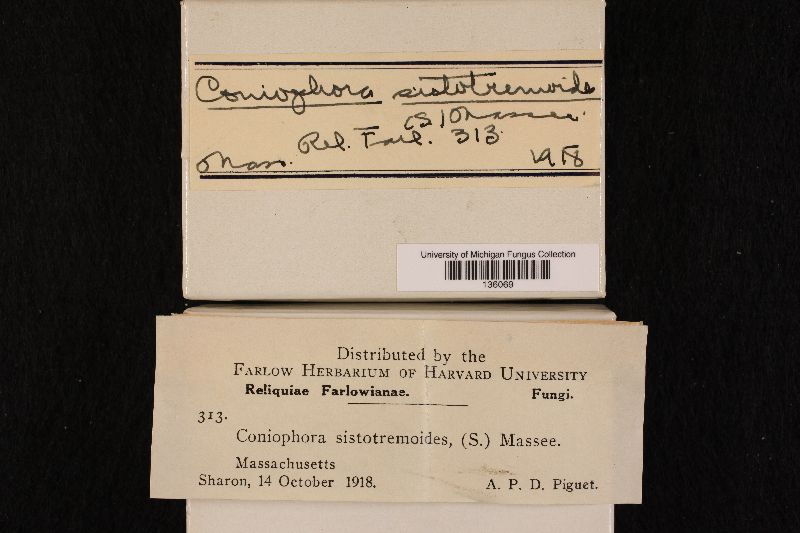 Coniophora sistotremoides
(S) Massee.
Rel. Farl. 313.
Mass. 1918
University of Michigan Fungus Collection
136069
Distributed by the
FARLOW HERBARIUM OF HARVARD UNIVERSITY
Reliquiae Farlowianae. Fungi.
313.
Coniophora sistotremoides, (S.) Massee.
Massachusetts
Sharon, 14 October 1918. A. P. D. Piguet.